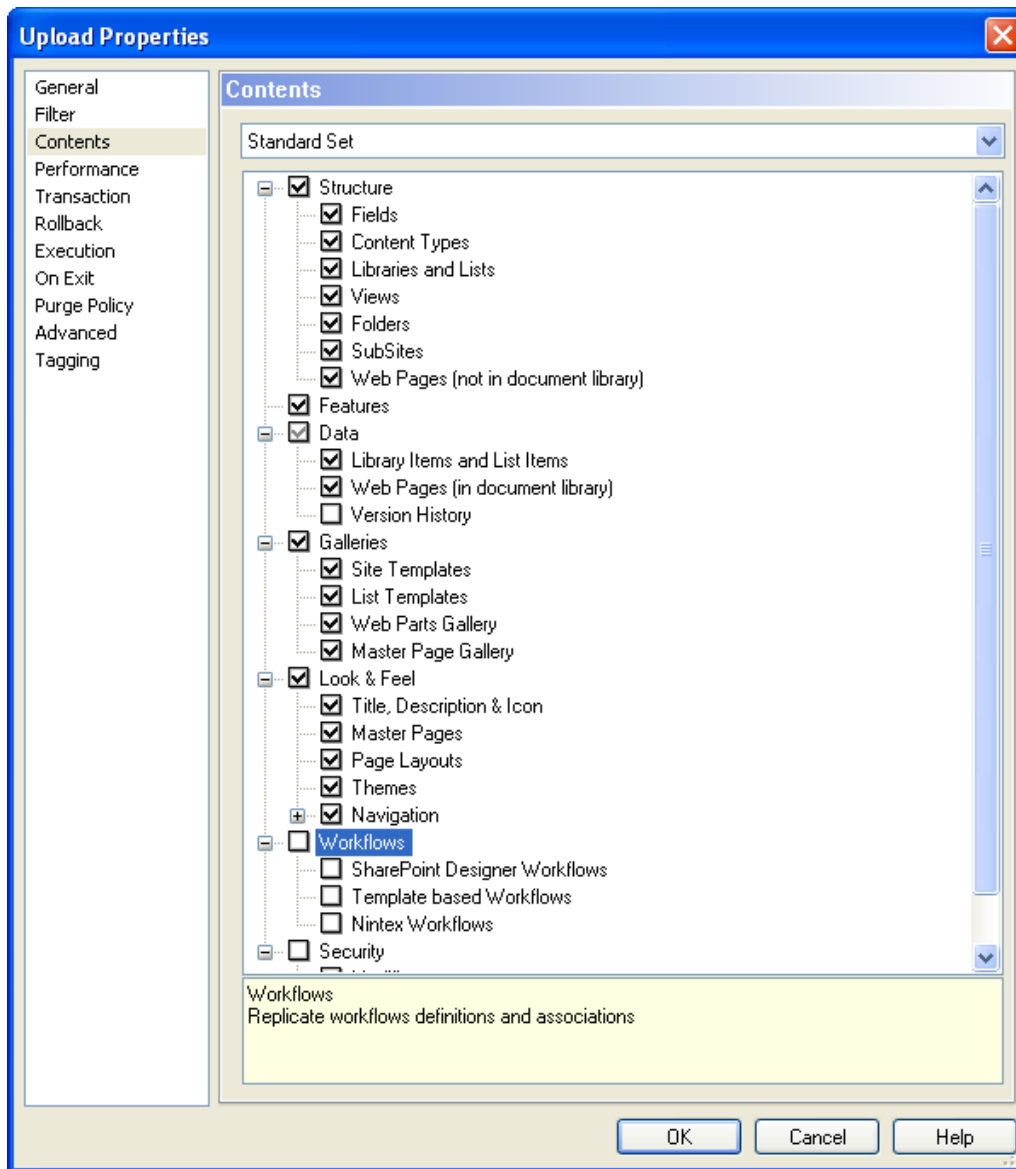 Upload Properties
General
Filter
Contents
Performance
Transaction
Rollback
Execution
On Exit
Purge Policy
Advanced
Tagging
Contents
Standard Set
Structure
Fields
Content Types
Libraries and Lists
Views
Folders
SubSites
Web Pages (not in document library)
Features
Data
Library Items and List Items
Web Pages (in document library)
Version History
Galleries
Site Templates
List Templates
Web Parts Gallery
Master Page Gallery
Look & Feel
Title, Description & Icon
Master Pages
Page Layouts
Themes
Navigation
Workflows
SharePoint Designer Workflows
Template based Workflows
Nintex Workflows
Security
Workflows
Replicate workflows definitions and associations
OK
Cancel
Help